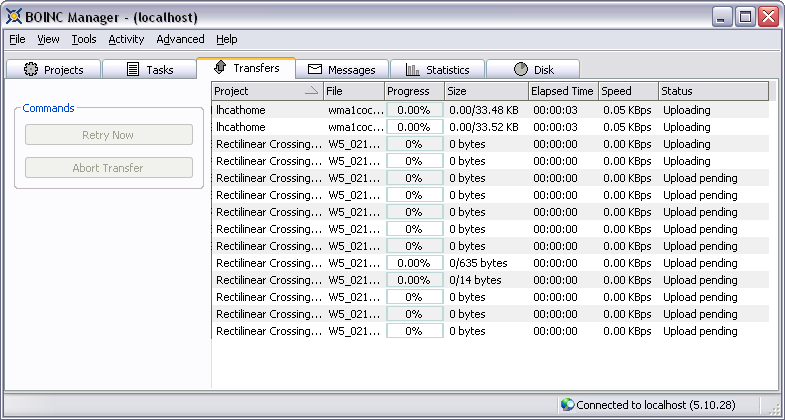 BOINC Manager - (localhost)
File View Tools Activity Advanced Help
Projects Tasks Transfers Messages Statistics Disk
Commands
Retry Now
Abort Transfer
Project File Progress Size Elapsed Time Speed Status
lhcathome wma1coc... 0.00% 0.00/33.48 KB 00:00:03 0.05 KBps Uploading
lhcathome wma1coc... 0.00% 0.00/33.52 KB 00:00:03 0.05 KBps Uploading
Rectilinear Crossing... W5_021... 0% 0 bytes 00:00:00 0.00 KBps Uploading
Rectilinear Crossing... W5_021... 0% 0 bytes 00:00:00 0.00 KBps Uploading
Rectilinear Crossing... W5_021... 0% 0 bytes 00:00:00 0.00 KBps Upload pending
Rectilinear Crossing... W5_021... 0% 0 bytes 00:00:00 0.00 KBps Upload pending
Rectilinear Crossing... W5_021... 0% 0 bytes 00:00:00 0.00 KBps Upload pending
Rectilinear Crossing... W5_021... 0% 0 bytes 00:00:00 0.00 KBps Upload pending
Rectilinear Crossing... W5_021... 0% 0 bytes 00:00:00 0.00 KBps Upload pending
Rectilinear Crossing... W5_021... 0.00% 0/635 bytes 00:00:00 0.00 KBps Upload pending
Rectilinear Crossing... W5_021... 0.00% 0/14 bytes 00:00:00 0.00 KBps Upload pending
Rectilinear Crossing... W5_021... 0% 0 bytes 00:00:00 0.00 KBps Upload pending
Rectilinear Crossing... W5_021... 0% 0 bytes 00:00:00 0.00 KBps Upload pending
Rectilinear Crossing... W5_021... 0% 0 bytes 00:00:00 0.00 KBps Upload pending
Connected to localhost (5.10.28)